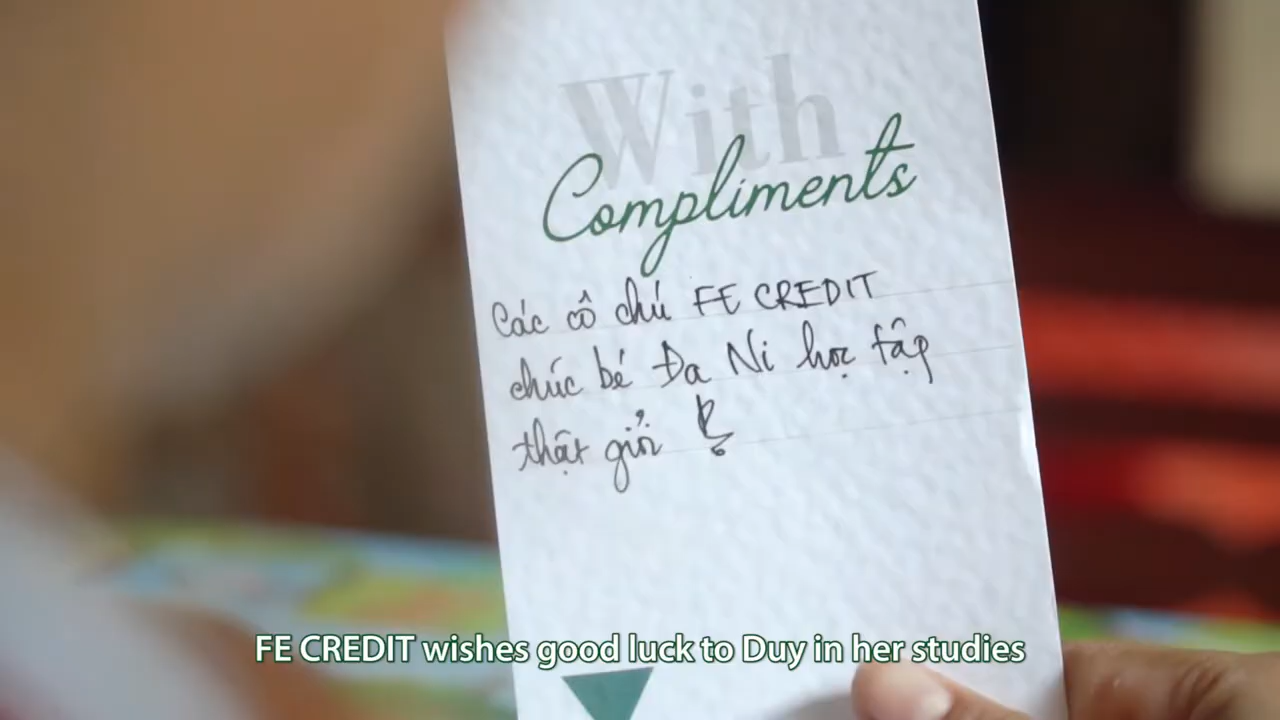 With
Compliments
Các cô chú FE CREDIT
chúc bé Đa Ni học tập
thật giỏi !
FE CREDIT wishes good luck to Duy in her studies